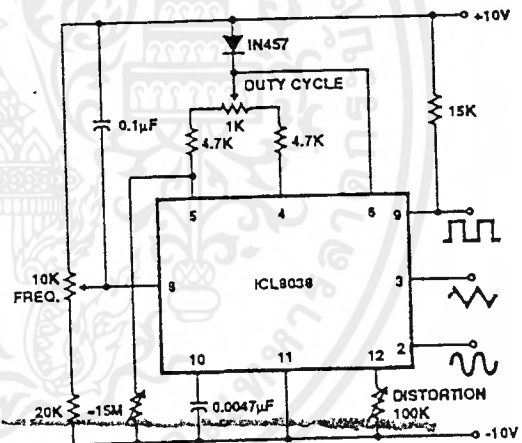 +10V
1N457
DUTY CYCLE
15K
0.1µF
1K
4.7K
4.7K
5
4
6
9
10K
FREQ.
8
ICL8038
3
2
10
11
12
20K
~15M
0.0047µF
DISTORTION
100K
-10V